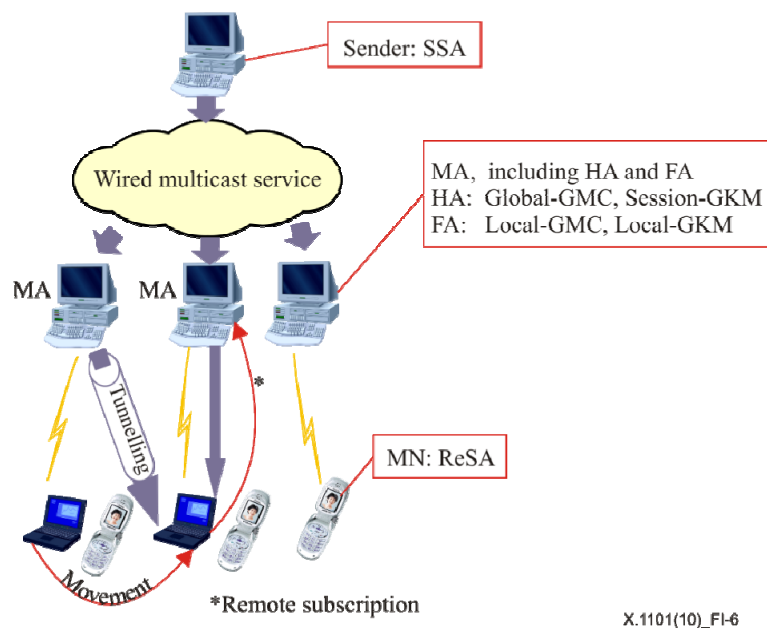 Sender: SSA
Wired multicast service
MA, including HA and FA
HA: Global-GMC, Session-GKM
FA: Local-GMC, Local-GKM
MA
MA
*
Tunnelling
MN: ReSA
Movement
*Remote subscription
X.1101(10)_FI-6